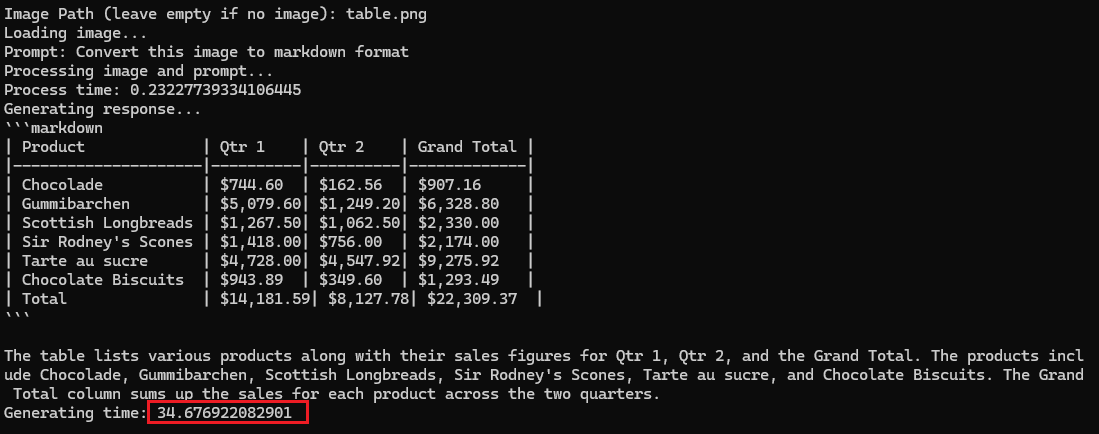 Image Path (leave empty if no image): table.png
Loading image...
Prompt: Convert this image to markdown format
Processing image and prompt...
Process time: 0.23227739334106445
Generating response...
```markdown
| Product             | Qtr 1    | Qtr 2    | Grand Total |
|---------------------|----------|----------|-------------|
| Chocolade           | $744.60  | $162.56  | $907.16     |
| Gummibarchen        | $5,079.60| $1,249.20| $6,328.80   |
| Scottish Longbreads | $1,267.50| $1,062.50| $2,330.00   |
| Sir Rodney's Scones | $1,418.00| $756.00  | $2,174.00   |
| Tarte au sucre      | $4,728.00| $4,547.92| $9,275.92   |
| Chocolate Biscuits  | $943.89  | $349.60  | $1,293.49   |
| Total               | $14,181.59| $8,127.78| $22,309.37  |
```
The table lists various products along with their sales figures for Qtr 1, Qtr 2, and the Grand Total. The products incl
ude Chocolade, Gummibarchen, Scottish Longbreads, Sir Rodney's Scones, Tarte au sucre, and Chocolate Biscuits. The Grand
 Total column sums up the sales for each product across the two quarters.
Generating time: 34.676922082901